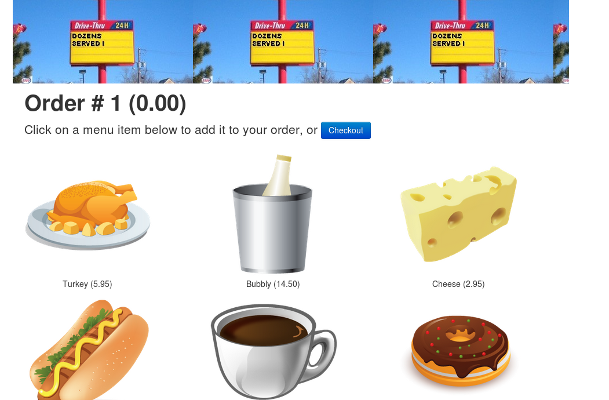 Drive-Thru 24H Drive-Thru 24H Drive-Thru 24H
DOZENS DOZENS DOZENS
SERVED ! SERVED ! SERVED !
Order # 1 (0.00)
Click on a menu item below to add it to your order, or Checkout
Turkey (5.95) Bubbly (14.50) Cheese (2.95)